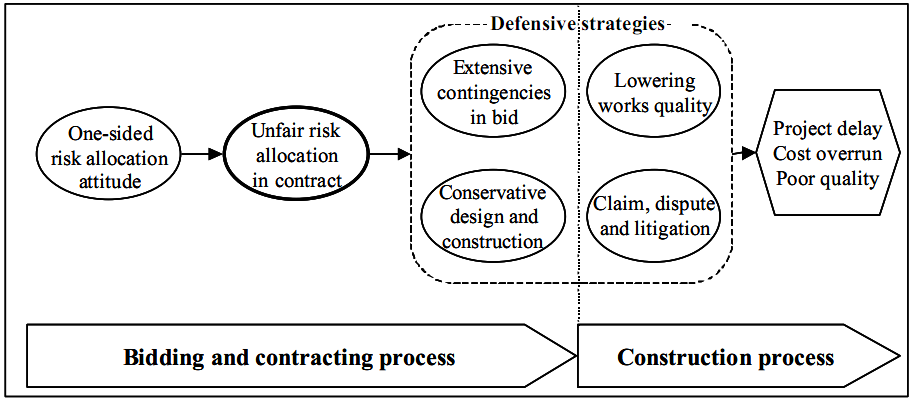 Defensive strategies
One-sided
risk allocation
attitude
Unfair risk
allocation
in contract
Extensive
contingencies
in bid
Conservative
design and
construction
Lowering
works quality
Claim, dispute
and litigation
Project delay
Cost overrun
Poor quality
Bidding and contracting process
Construction process